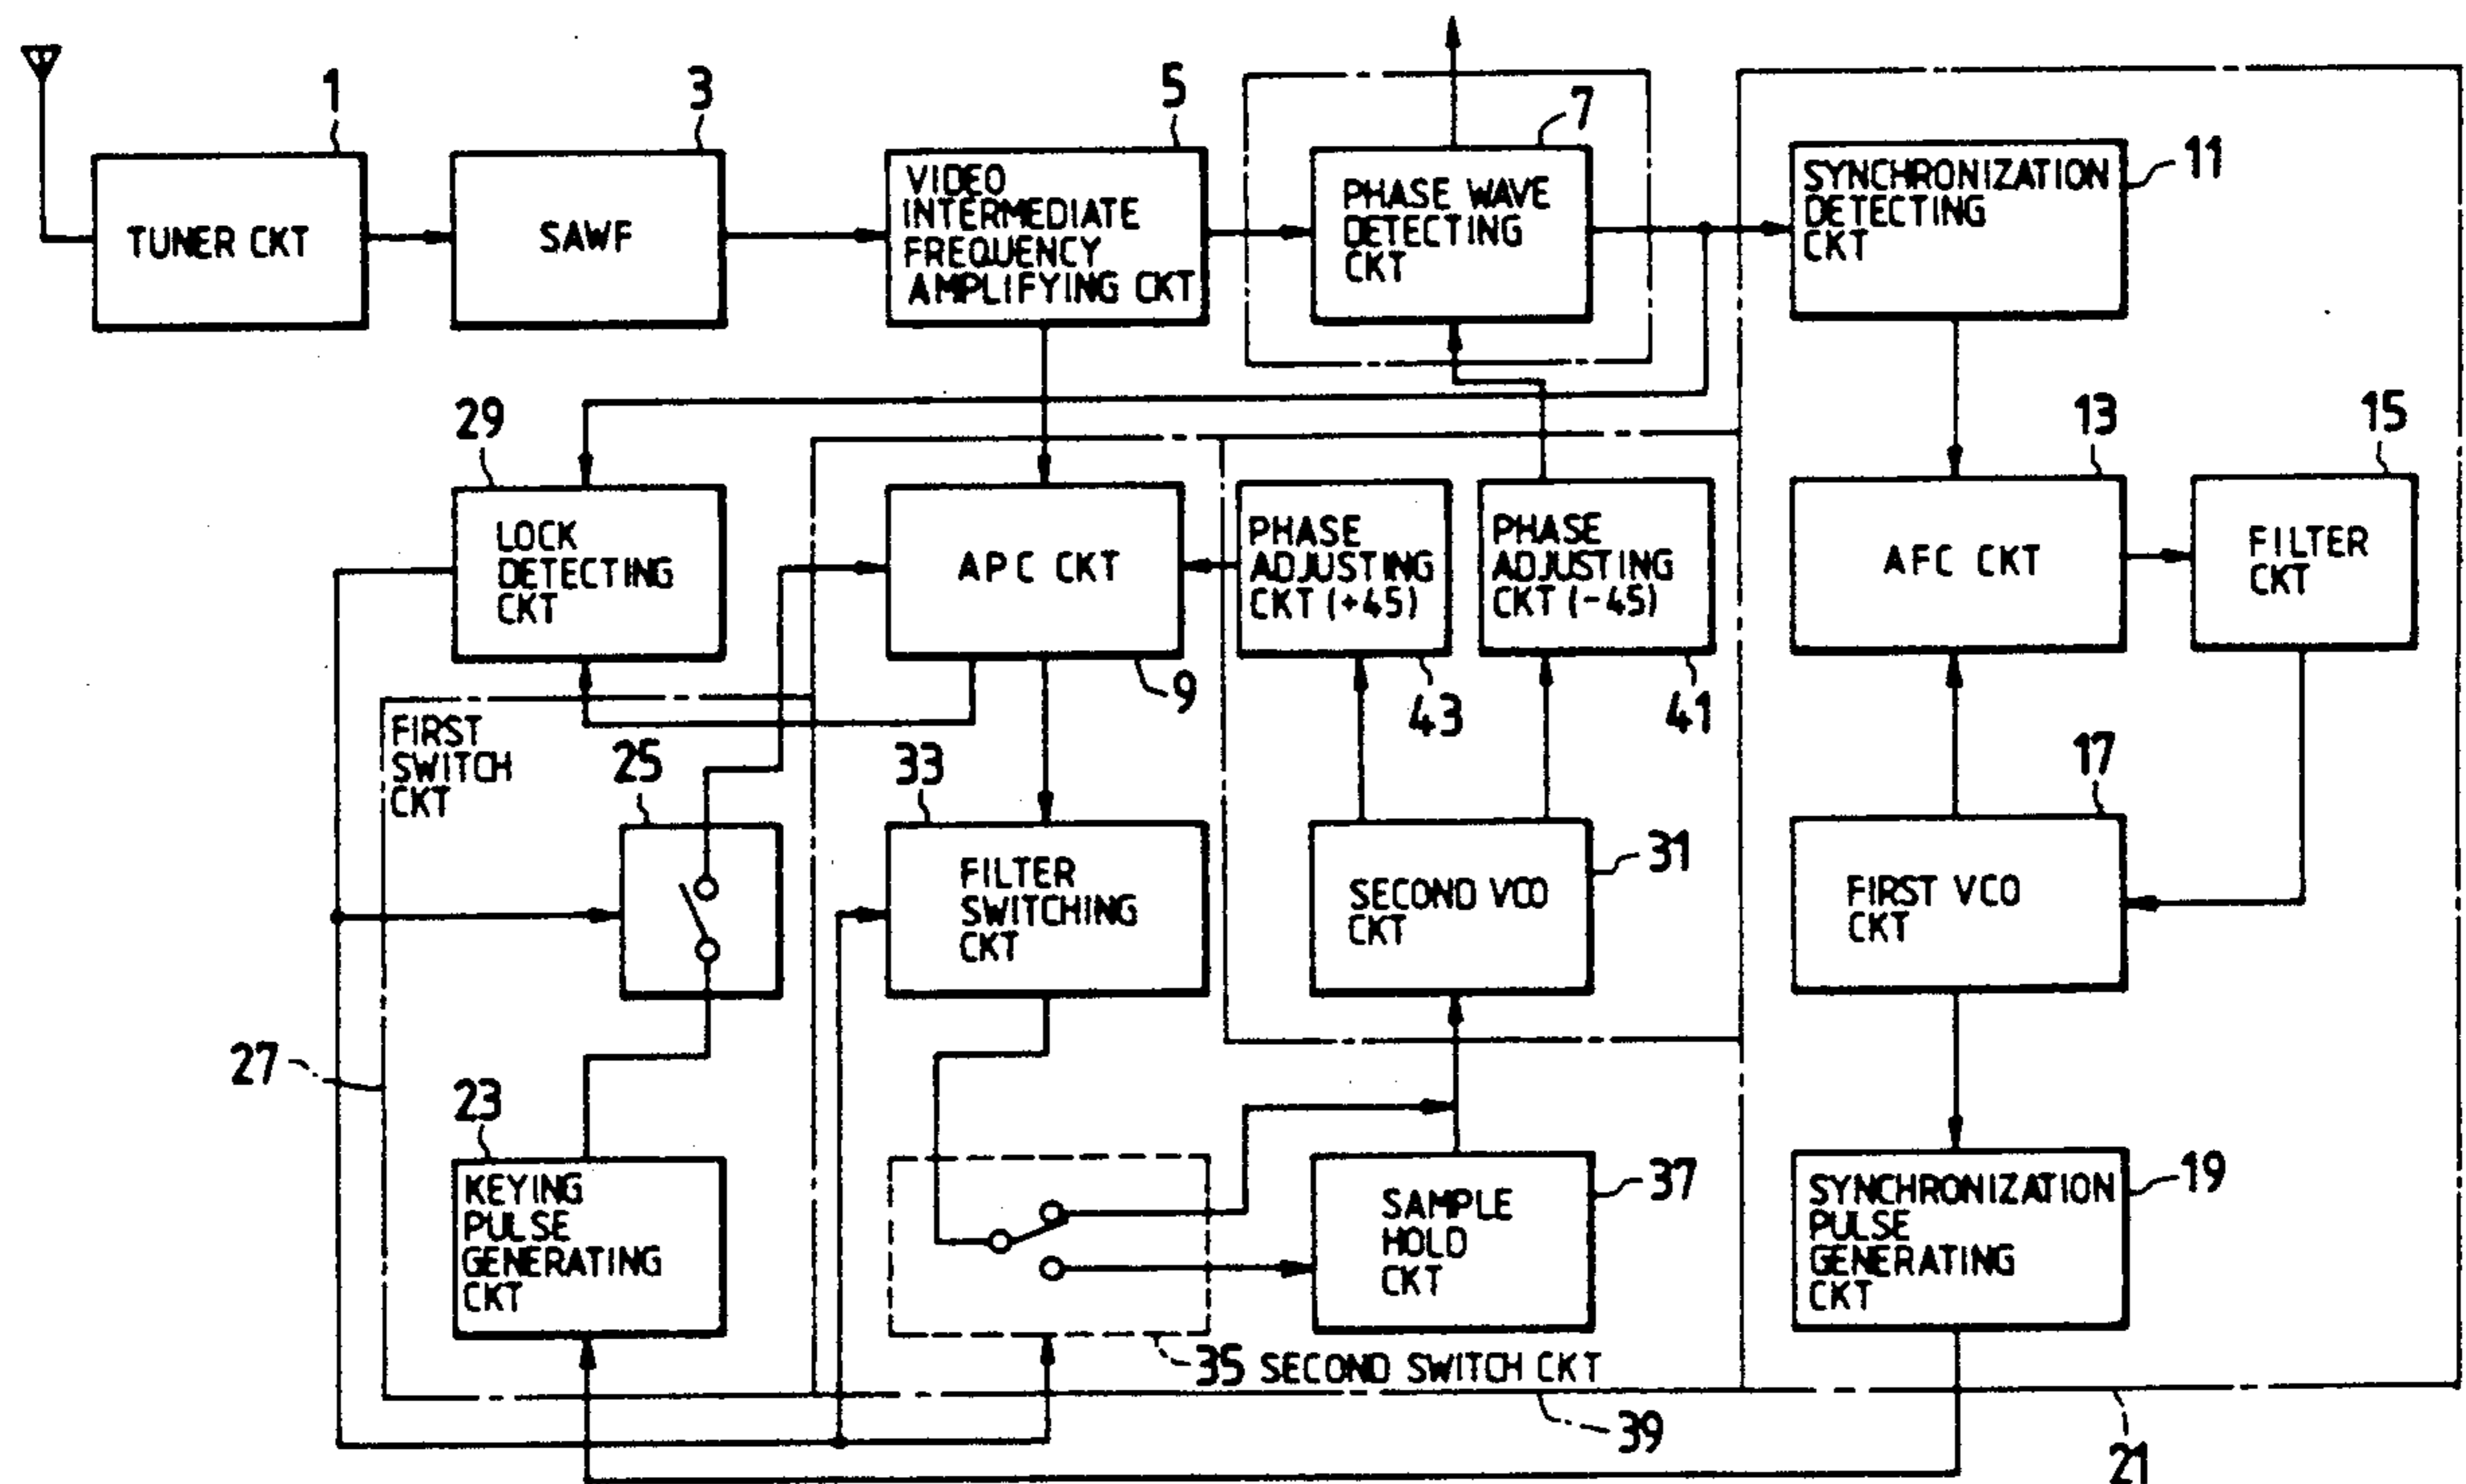 1
3
5
7
11
TUNER CKT
SAWF
VIDEO
INTERMEDIATE
FREQUENCY
AMPLIFYING CKT
PHASE WAVE
DETECTING
CKT
SYNCHRONIZATION
DETECTING
CKT
29
13
15
LOCK
DETECTING
CKT
APC CKT
9
PHASE
ADJUSTING
CKT (+45)
43
PHASE
ADJUSTING
CKT (-45)
41
AFC CKT
FILTER
CKT
FIRST
SWITCH
CKT
25
33
FILTER
SWITCHING
CKT
SECOND VCO
CKT
31
17
FIRST VCO
CKT
27
23
KEYING
PULSE
GENERATING
CKT
35 SECOND SWITCH CKT
SAMPLE
HOLD
CKT
37
SYNCHRONIZATION
PULSE
GENERATING
CKT
19
39
21